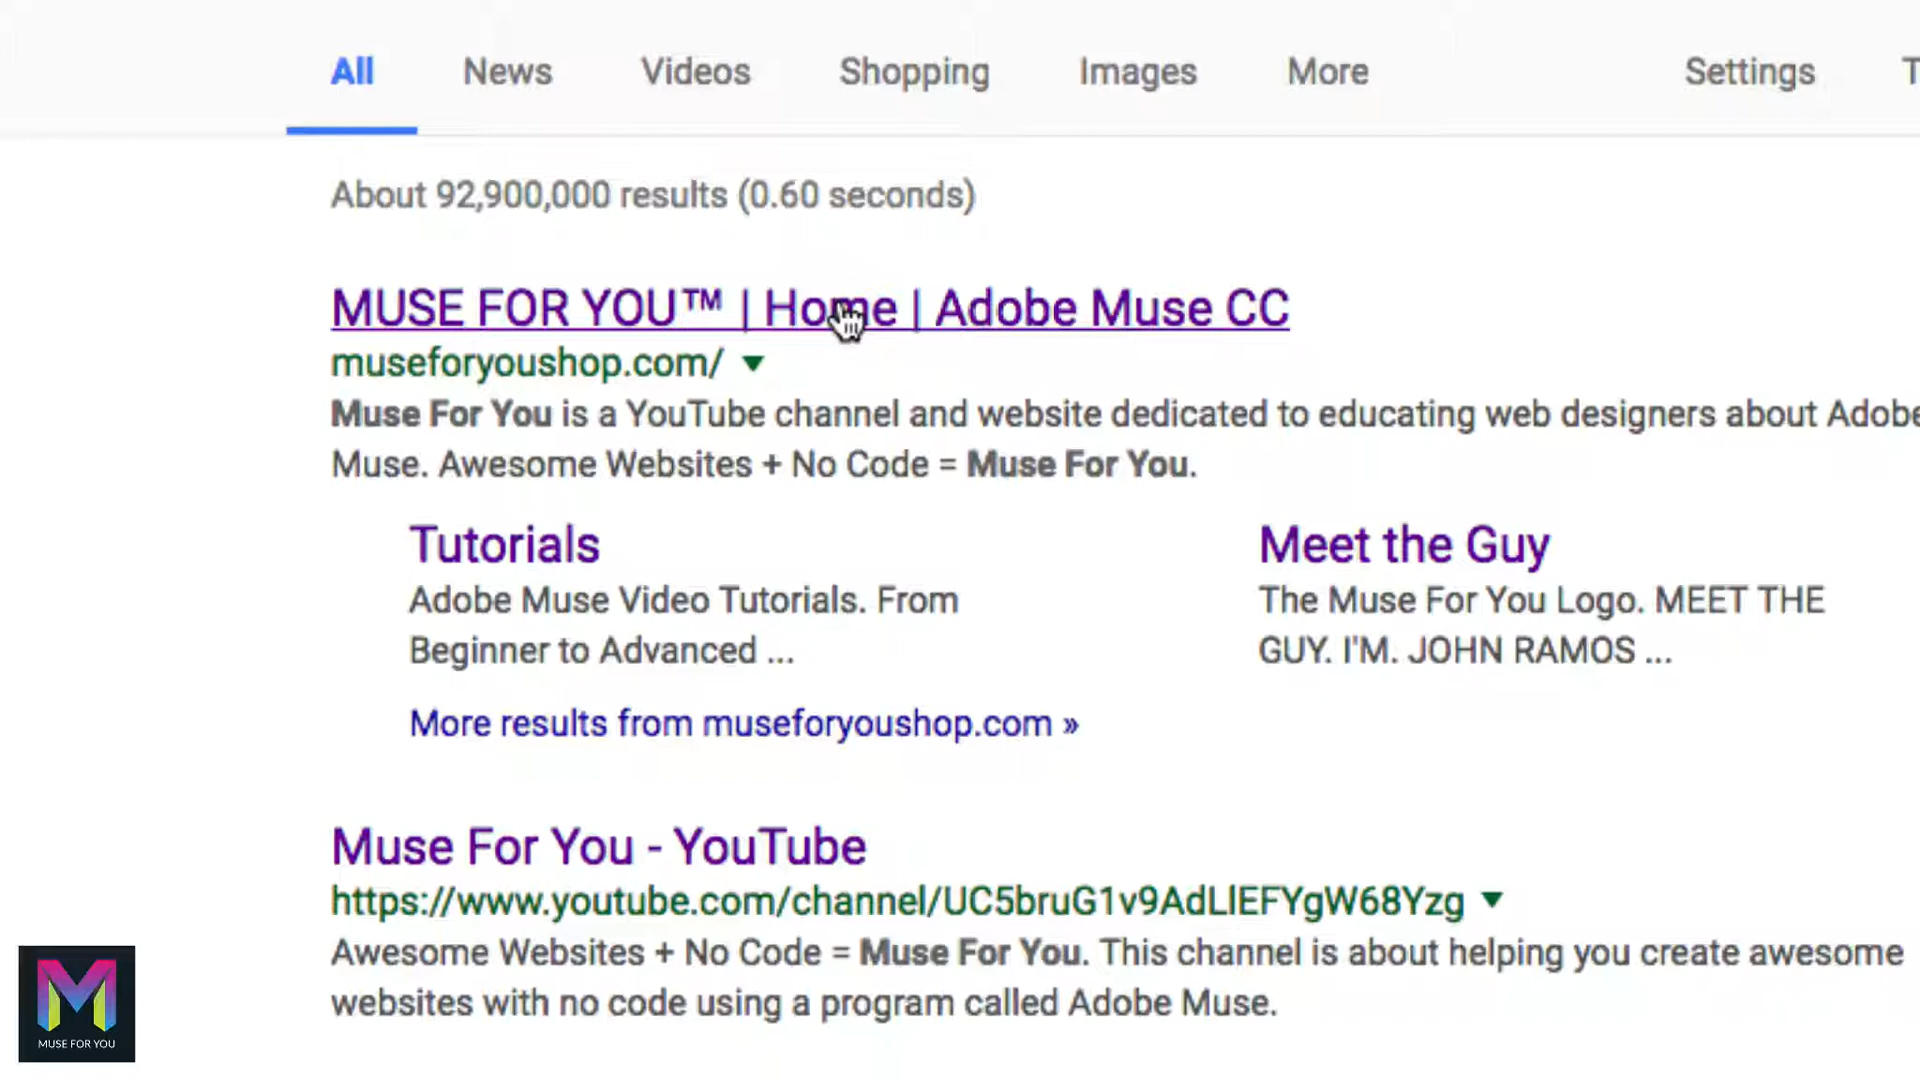 All News Videos Shopping Images More Settings
About 92,900,000 results (0.60 seconds)
MUSE FOR YOU™ | Home | Adobe Muse CC
museforyoushop.com/
Muse For You is a YouTube channel and website dedicated to educating web designers about Adobe
Muse. Awesome Websites + No Code = Muse For You.
Tutorials
Adobe Muse Video Tutorials. From
Beginner to Advanced ...
Meet the Guy
The Muse For You Logo. MEET THE
GUY. I'M. JOHN RAMOS ...
More results from museforyoushop.com »
Muse For You - YouTube
https://www.youtube.com/channel/UC5bruG1v9AdLlEFYgW68Yzg
Awesome Websites + No Code = Muse For You. This channel is about helping you create awesome
websites with no code using a program called Adobe Muse.
MUSE FOR YOU